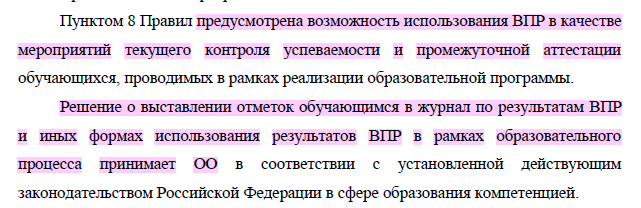 Пунктом 8 Правил предусмотрена возможность использования ВПР в качестве
мероприятий текущего контроля успеваемости и промежуточной аттестации
обучающихся, проводимых в рамках реализации образовательной программы.
Решение о выставлении отметок обучающимся в журнал по результатам ВПР
и иных формах использования результатов ВПР в рамках образовательного
процесса принимает ОО в соответствии с установленной действующим
законодательством Российской Федерации в сфере образования компетенцией.